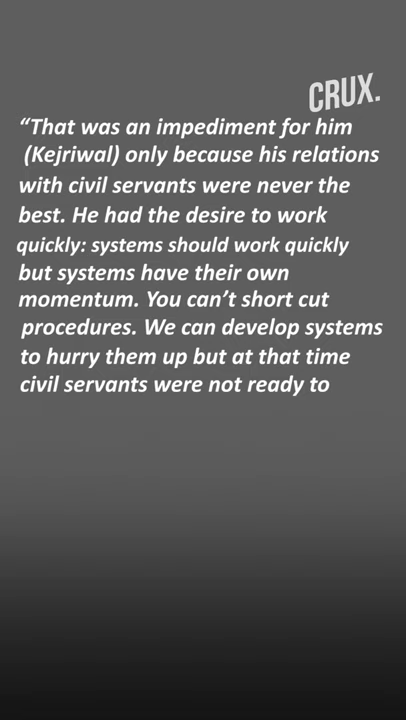 CRUX.
“That was an impediment for him
(Kejriwal) only because his relations
with civil servants were never the
best. He had the desire to work
quickly: systems should work quickly
but systems have their own
momentum. You can’t short cut
procedures. We can develop systems
to hurry them up but at that time
civil servants were not ready to